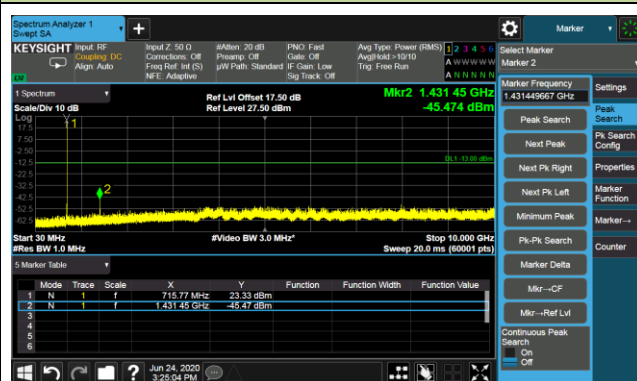 Spectrum Analyzer 1
Swept SA
+
Marker
KEYSIGHT
Input: RF
Coupling: DC
Align: Auto
Input Z: 50 Ω
Corrections: Off
Freq Ref: Int (S)
NFE: Adaptive
#Atten: 20 dB
Preamp: Off
µW Path: Standard
PNO: Fast
Gate: Off
IF Gain: Low
Sig Track: Off
Avg Type: Power (RMS)
Avg|Hold:>10/10
Trig: Free Run
1 2 3 4 5 6
A W W W W W
A N N N N N
Select Marker
Marker 2
1 Spectrum
Scale/Div 10 dB
Log
Ref Lvl Offset 17.50 dB
Ref Level 27.50 dBm
Mkr2 1.431 45 GHz
-45.474 dBm
17.5
7.50
-2.50
-12.5
-22.5
-32.5
-42.5
-52.5
-62.5
1
2
DL1 -13.00 dBm
Start 30 MHz
#Res BW 1.0 MHz
#Video BW 3.0 MHz*
Stop 10.000 GHz
Sweep 20.0 ms (60001 pts)
Marker Frequency
1.431449667 GHz
Peak Search
Next Peak
Next Pk Right
Next Pk Left
Minimum Peak
Pk-Pk Search
Marker Delta
Mkr→CF
Mkr→Ref Lvl
Continuous Peak
Search
On
Off
Settings
Peak
Search
Pk Search
Config
Properties
Marker
Function
Marker→
Counter
5 Marker Table
Mode Trace Scale X Y Function Function Width Function Value
1 N 1 f 715.77 MHz 23.33 dBm
2 N 1 f 1.431 45 GHz -45.47 dBm
3
4
5
6
?
Jun 24, 2020
3:25:04 PM